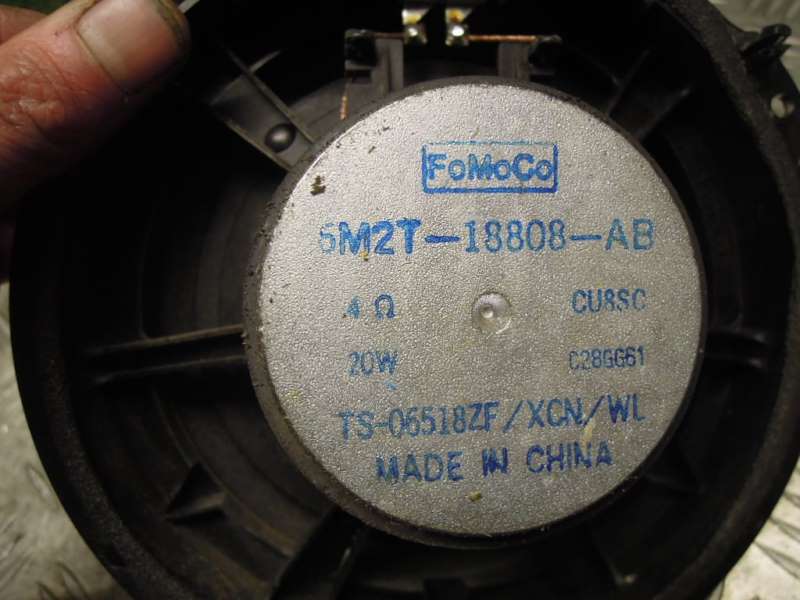 FoMoCo
6M2T-18808-AB
4 Ω CU8SC
20W C28GG61
TS-06518ZF/XCN/WL
MADE IN CHINA